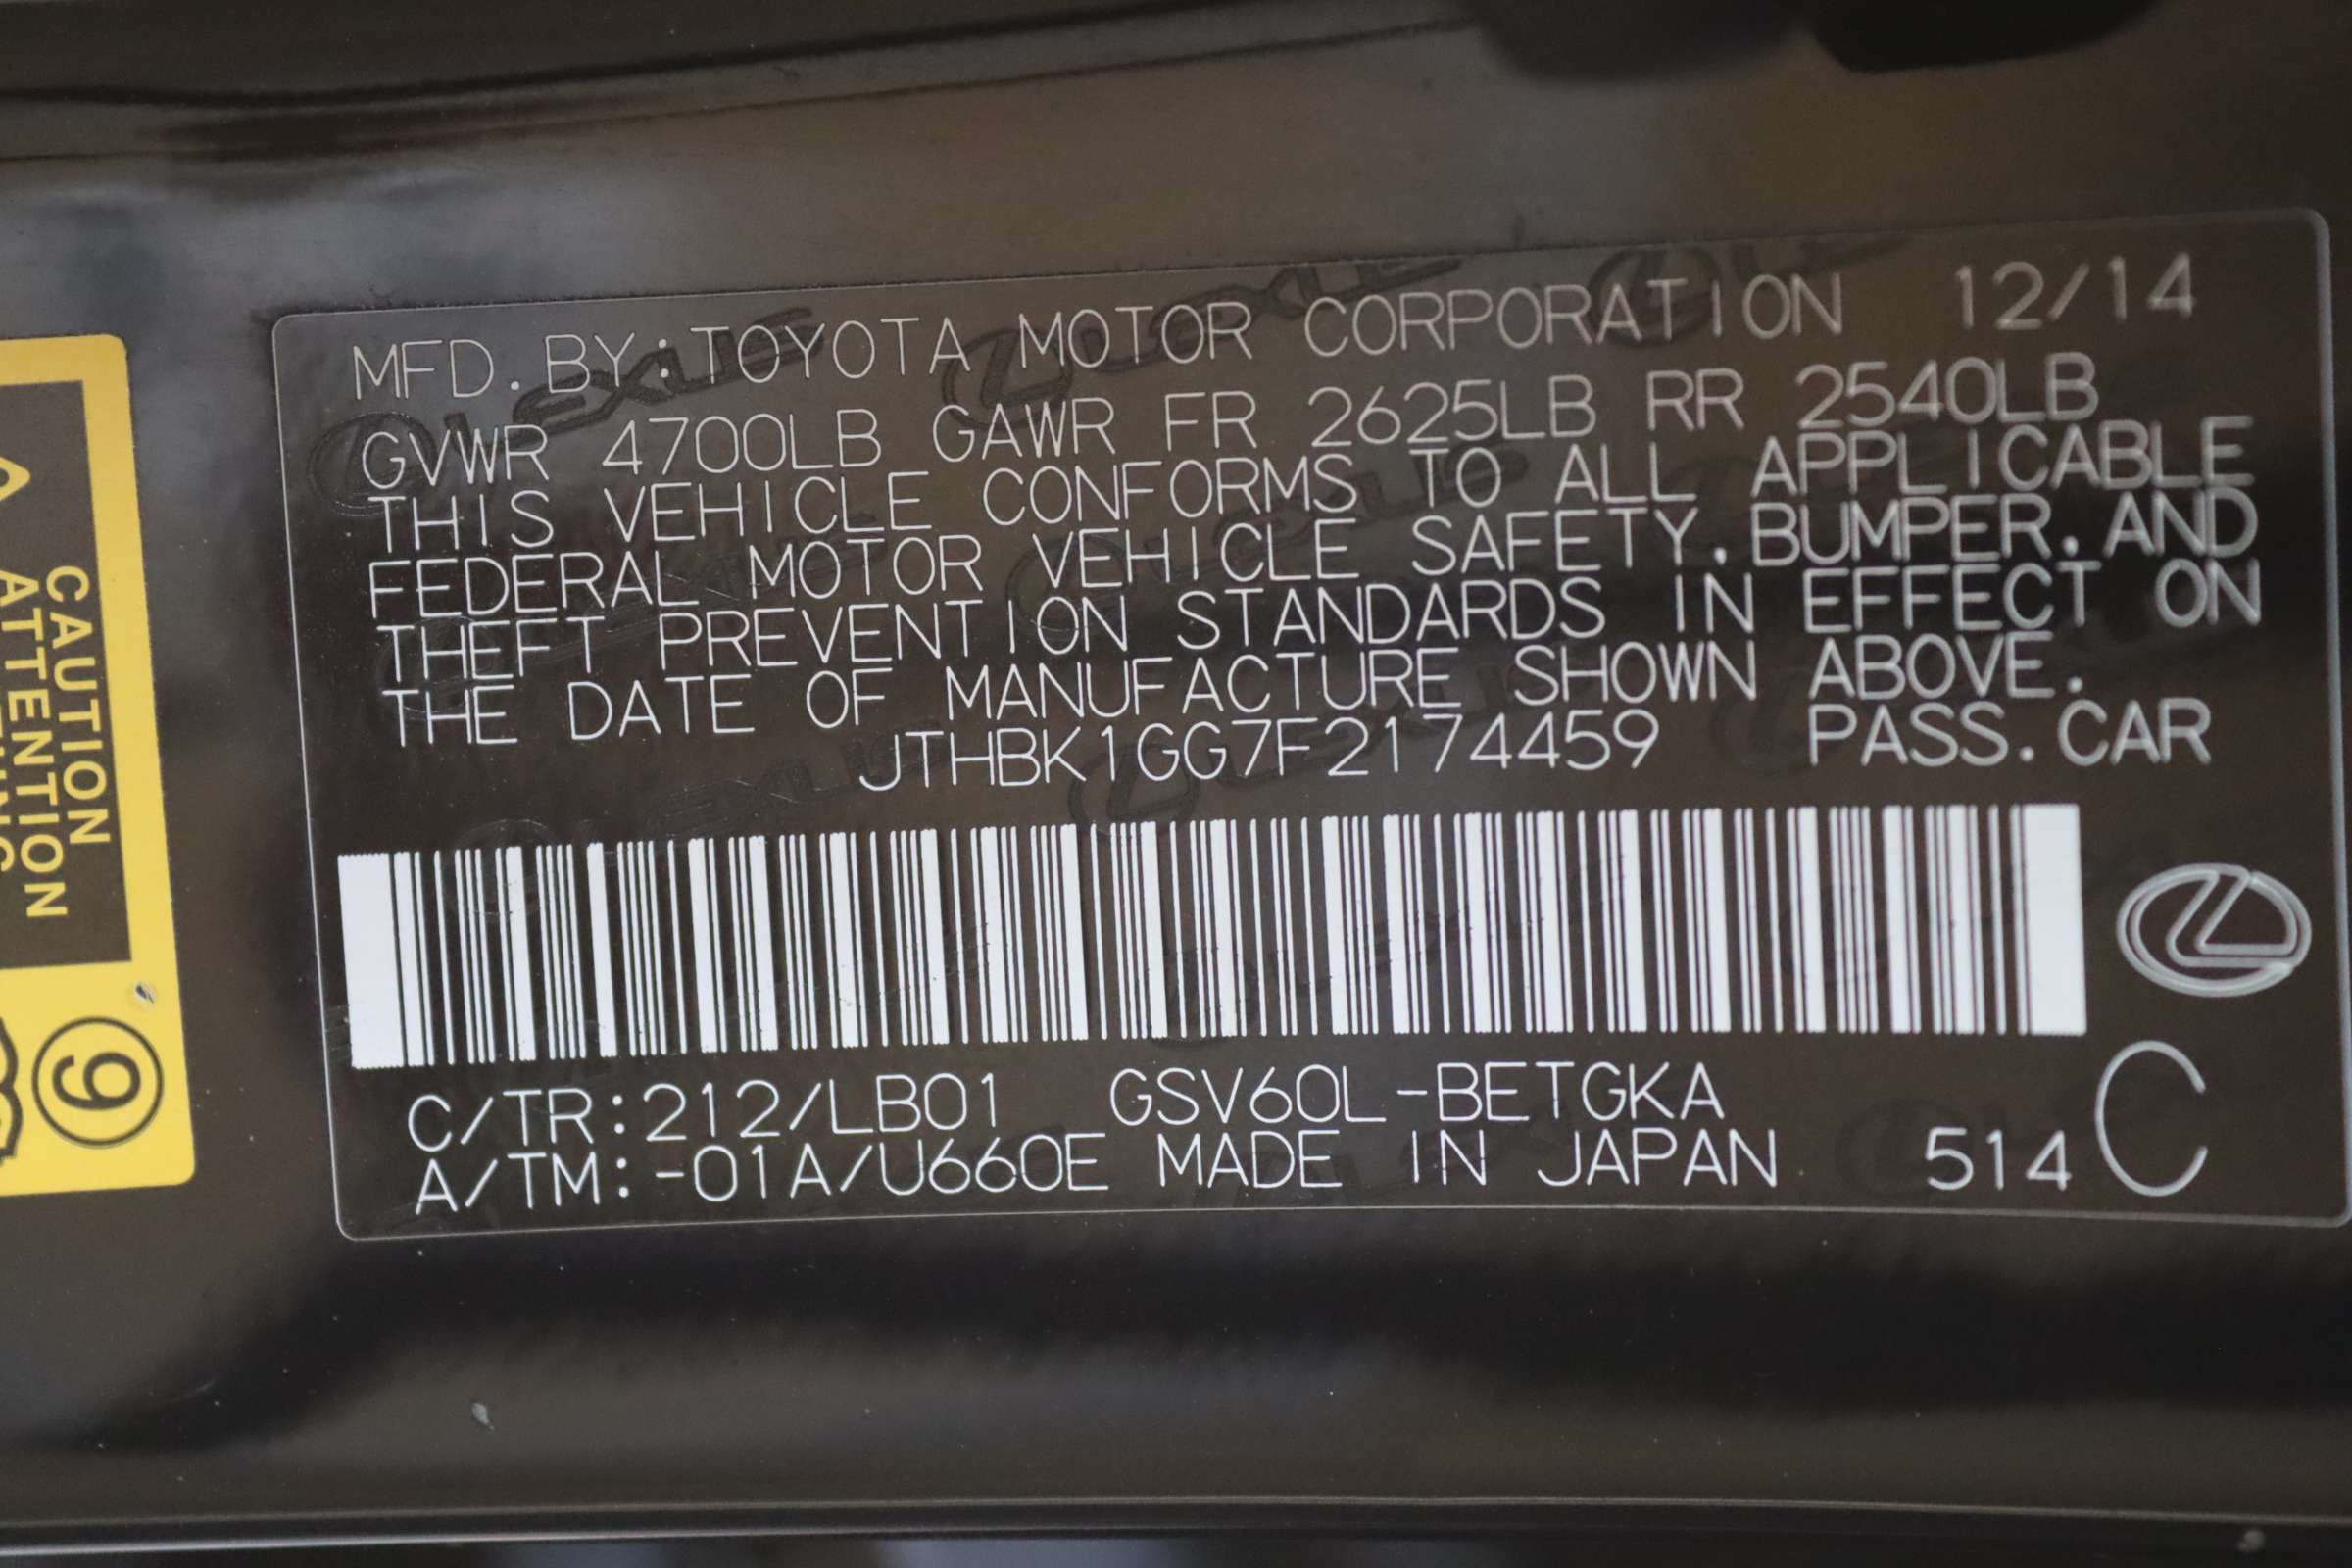 MFD.BY:TOYOTA MOTOR CORPORATION 12/14
GVWR 4700LB GAWR FR 2625LB RR 2540LB
THIS VEHICLE CONFORMS TO ALL APPLICABLE
FEDERAL MOTOR VEHICLE SAFETY, BUMPER, AND
THEFT PREVENTION STANDARDS IN EFFECT ON
THE DATE OF MANUFACTURE SHOWN ABOVE.
JTHBK1GG7F2174459 PASS.CAR
C/TR:212/LB01 GSV60L-BETGKA
A/TM:-01A/U660E MADE IN JAPAN 514 C
CAUTION
ATTENTION
9
LEXUS